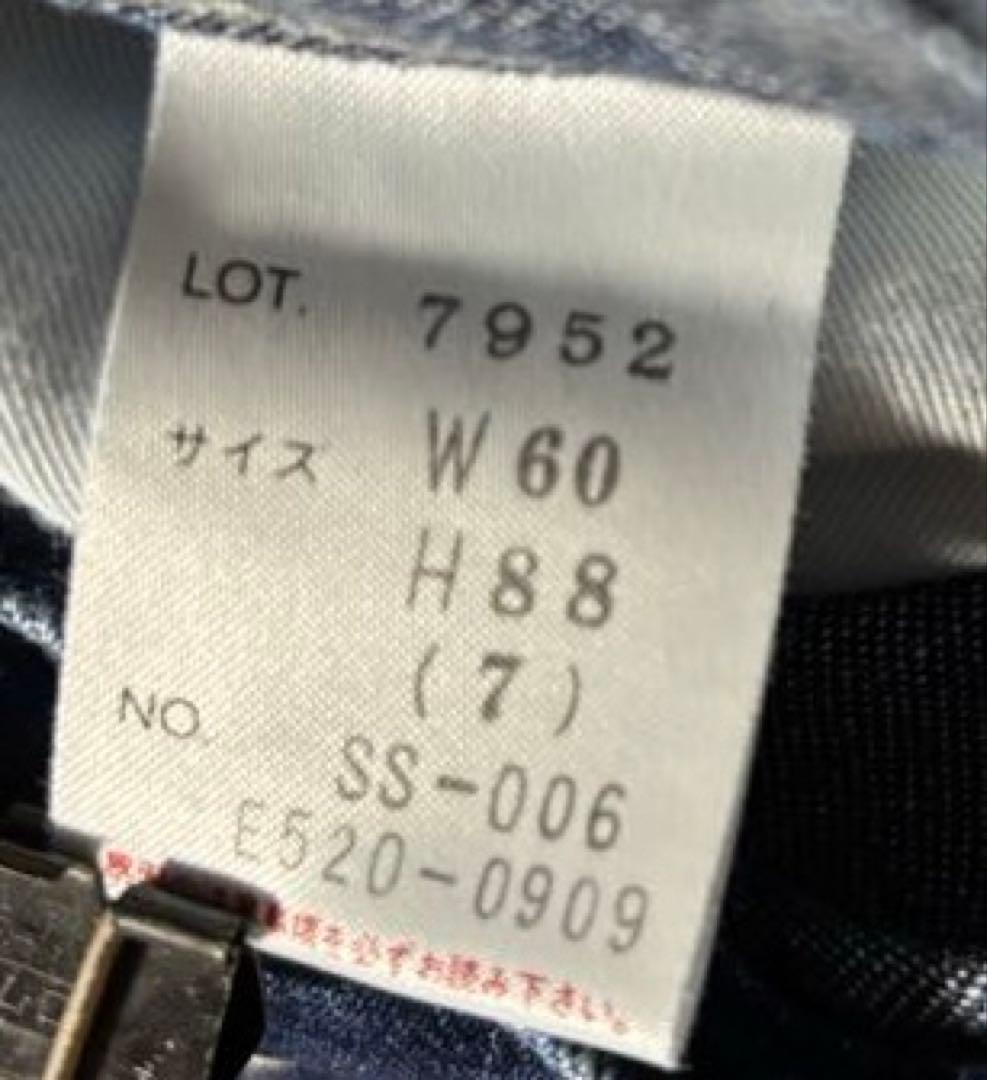 LOT. 7952
サイズ W60
H88
(7)
NO. SS-006
E520-0909
を必ずお読み下さい。